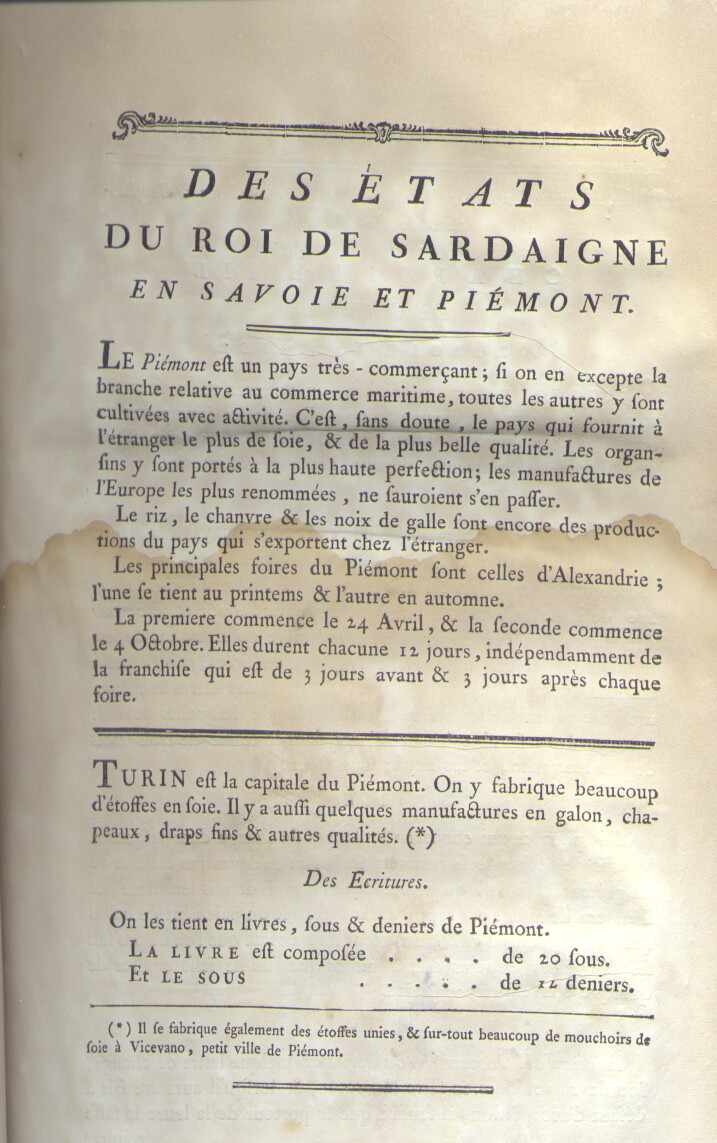 DES ÉTATS
DU ROI DE SARDAIGNE
EN SAVOIE ET PIÉMONT.
LE Piémont eſt un pays très-commerçant ; ſi on en excepte la
branche relative au commerce maritime, toutes les autres y ſont
cultivées avec activité. C'eſt, ſans doute, le pays qui fournit à
l'étranger le plus de ſoie, & de la plus belle qualité. Les organ-
ſins y ſont portés à la plus haute perfection ; les manufactures de
l'Europe les plus renommées, ne ſauroient s'en paſſer.
Le riz, le chanvre & les noix de galle ſont encore des produc-
tions du pays qui s'exportent chez l'étranger.
Les principales foires du Piémont ſont celles d'Alexandrie ;
l'une ſe tient au printems & l'autre en automne.
La premiere commence le 24 Avril, & la ſeconde commence
le 4 Octobre. Elles durent chacune 12 jours, indépendamment de
la franchiſe qui eſt de 3 jours avant & 3 jours après chaque
foire.
TURIN eſt la capitale du Piémont. On y fabrique beaucoup
d'étoffes en ſoie. Il y a auſſi quelques manufactures en galon, cha-
peaux, draps fins & autres qualités. (*)
Des Ecritures.
On les tient en livres, ſous & deniers de Piémont.
LA LIVRE eſt compoſée . . . . de 20 ſous.
Et LE SOUS . . . . . de 12 deniers.
(*) Il ſe fabrique également des étoffes unies, & ſur-tout beaucoup de mouchoirs de
ſoie à Vicevano, petit ville de Piémont.